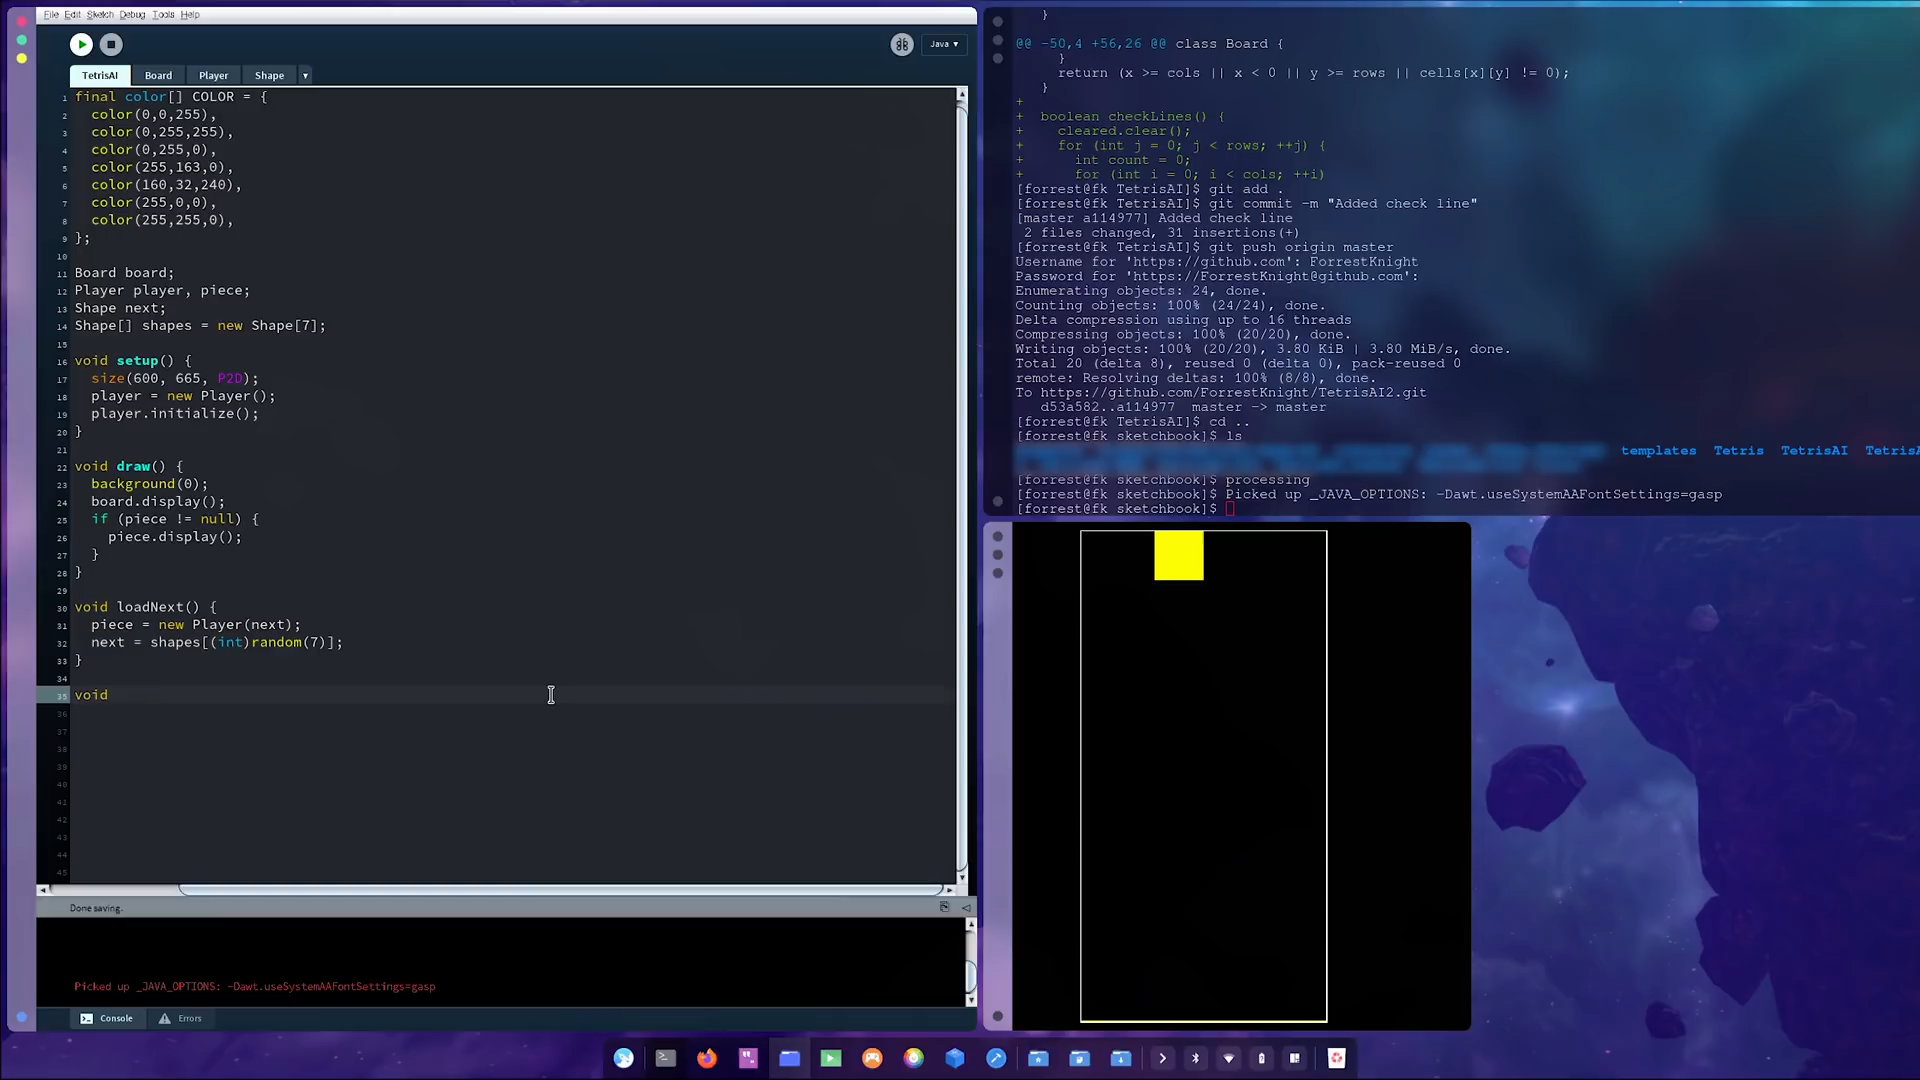 File Edit Sketch Debug Tools Help
Java ▾
TetrisAI Board Player Shape ▾
1 final color[] COLOR = {
2 color(0,0,255),
3 color(0,255,255),
4 color(0,255,0),
5 color(255,163,0),
6 color(160,32,240),
7 color(255,0,0),
8 color(255,255,0),
9 };
10
11 Board board;
12 Player player, piece;
13 Shape next;
14 Shape[] shapes = new Shape[7];
15
16 void setup() {
17 size(600, 665, P2D);
18 player = new Player();
19 player.initialize();
20 }
21
22 void draw() {
23 background(0);
24 board.display();
25 if (piece != null) {
26 piece.display();
27 }
28 }
29
30 void loadNext() {
31 piece = new Player(next);
32 next = shapes[(int)random(7)];
33 }
34
35 void
36
37
38
39
40
41
42
43
44
45
Done saving.
Picked up _JAVA_OPTIONS: -Dawt.useSystemAAFontSettings=gasp
Console Errors
}
@@ -50,4 +56,26 @@ class Board {
}
return (x >= cols || x < 0 || y >= rows || cells[x][y] != 0);
}
+
+ boolean checkLines() {
+ cleared.clear();
+ for (int j = 0; j < rows; ++j) {
+ int count = 0;
+ for (int i = 0; i < cols; ++i)
[forrest@fk TetrisAI]$ git add .
[forrest@fk TetrisAI]$ git commit -m "Added check line"
[master a114977] Added check line
2 files changed, 31 insertions(+)
[forrest@fk TetrisAI]$ git push origin master
Username for 'https://github.com': ForrestKnight
Password for 'https://ForrestKnight@github.com':
Enumerating objects: 24, done.
Counting objects: 100% (24/24), done.
Delta compression using up to 16 threads
Compressing objects: 100% (20/20), done.
Writing objects: 100% (20/20), 3.80 KiB | 3.80 MiB/s, done.
Total 20 (delta 8), reused 0 (delta 0), pack-reused 0
remote: Resolving deltas: 100% (8/8), done.
To https://github.com/ForrestKnight/TetrisAI2.git
d53a582..a114977 master -> master
[forrest@fk TetrisAI]$ cd ..
[forrest@fk sketchbook]$ ls
templates Tetris TetrisAI TetrisA
[forrest@fk sketchbook]$ processing
[forrest@fk sketchbook]$ Picked up _JAVA_OPTIONS: -Dawt.useSystemAAFontSettings=gasp
[forrest@fk sketchbook]$